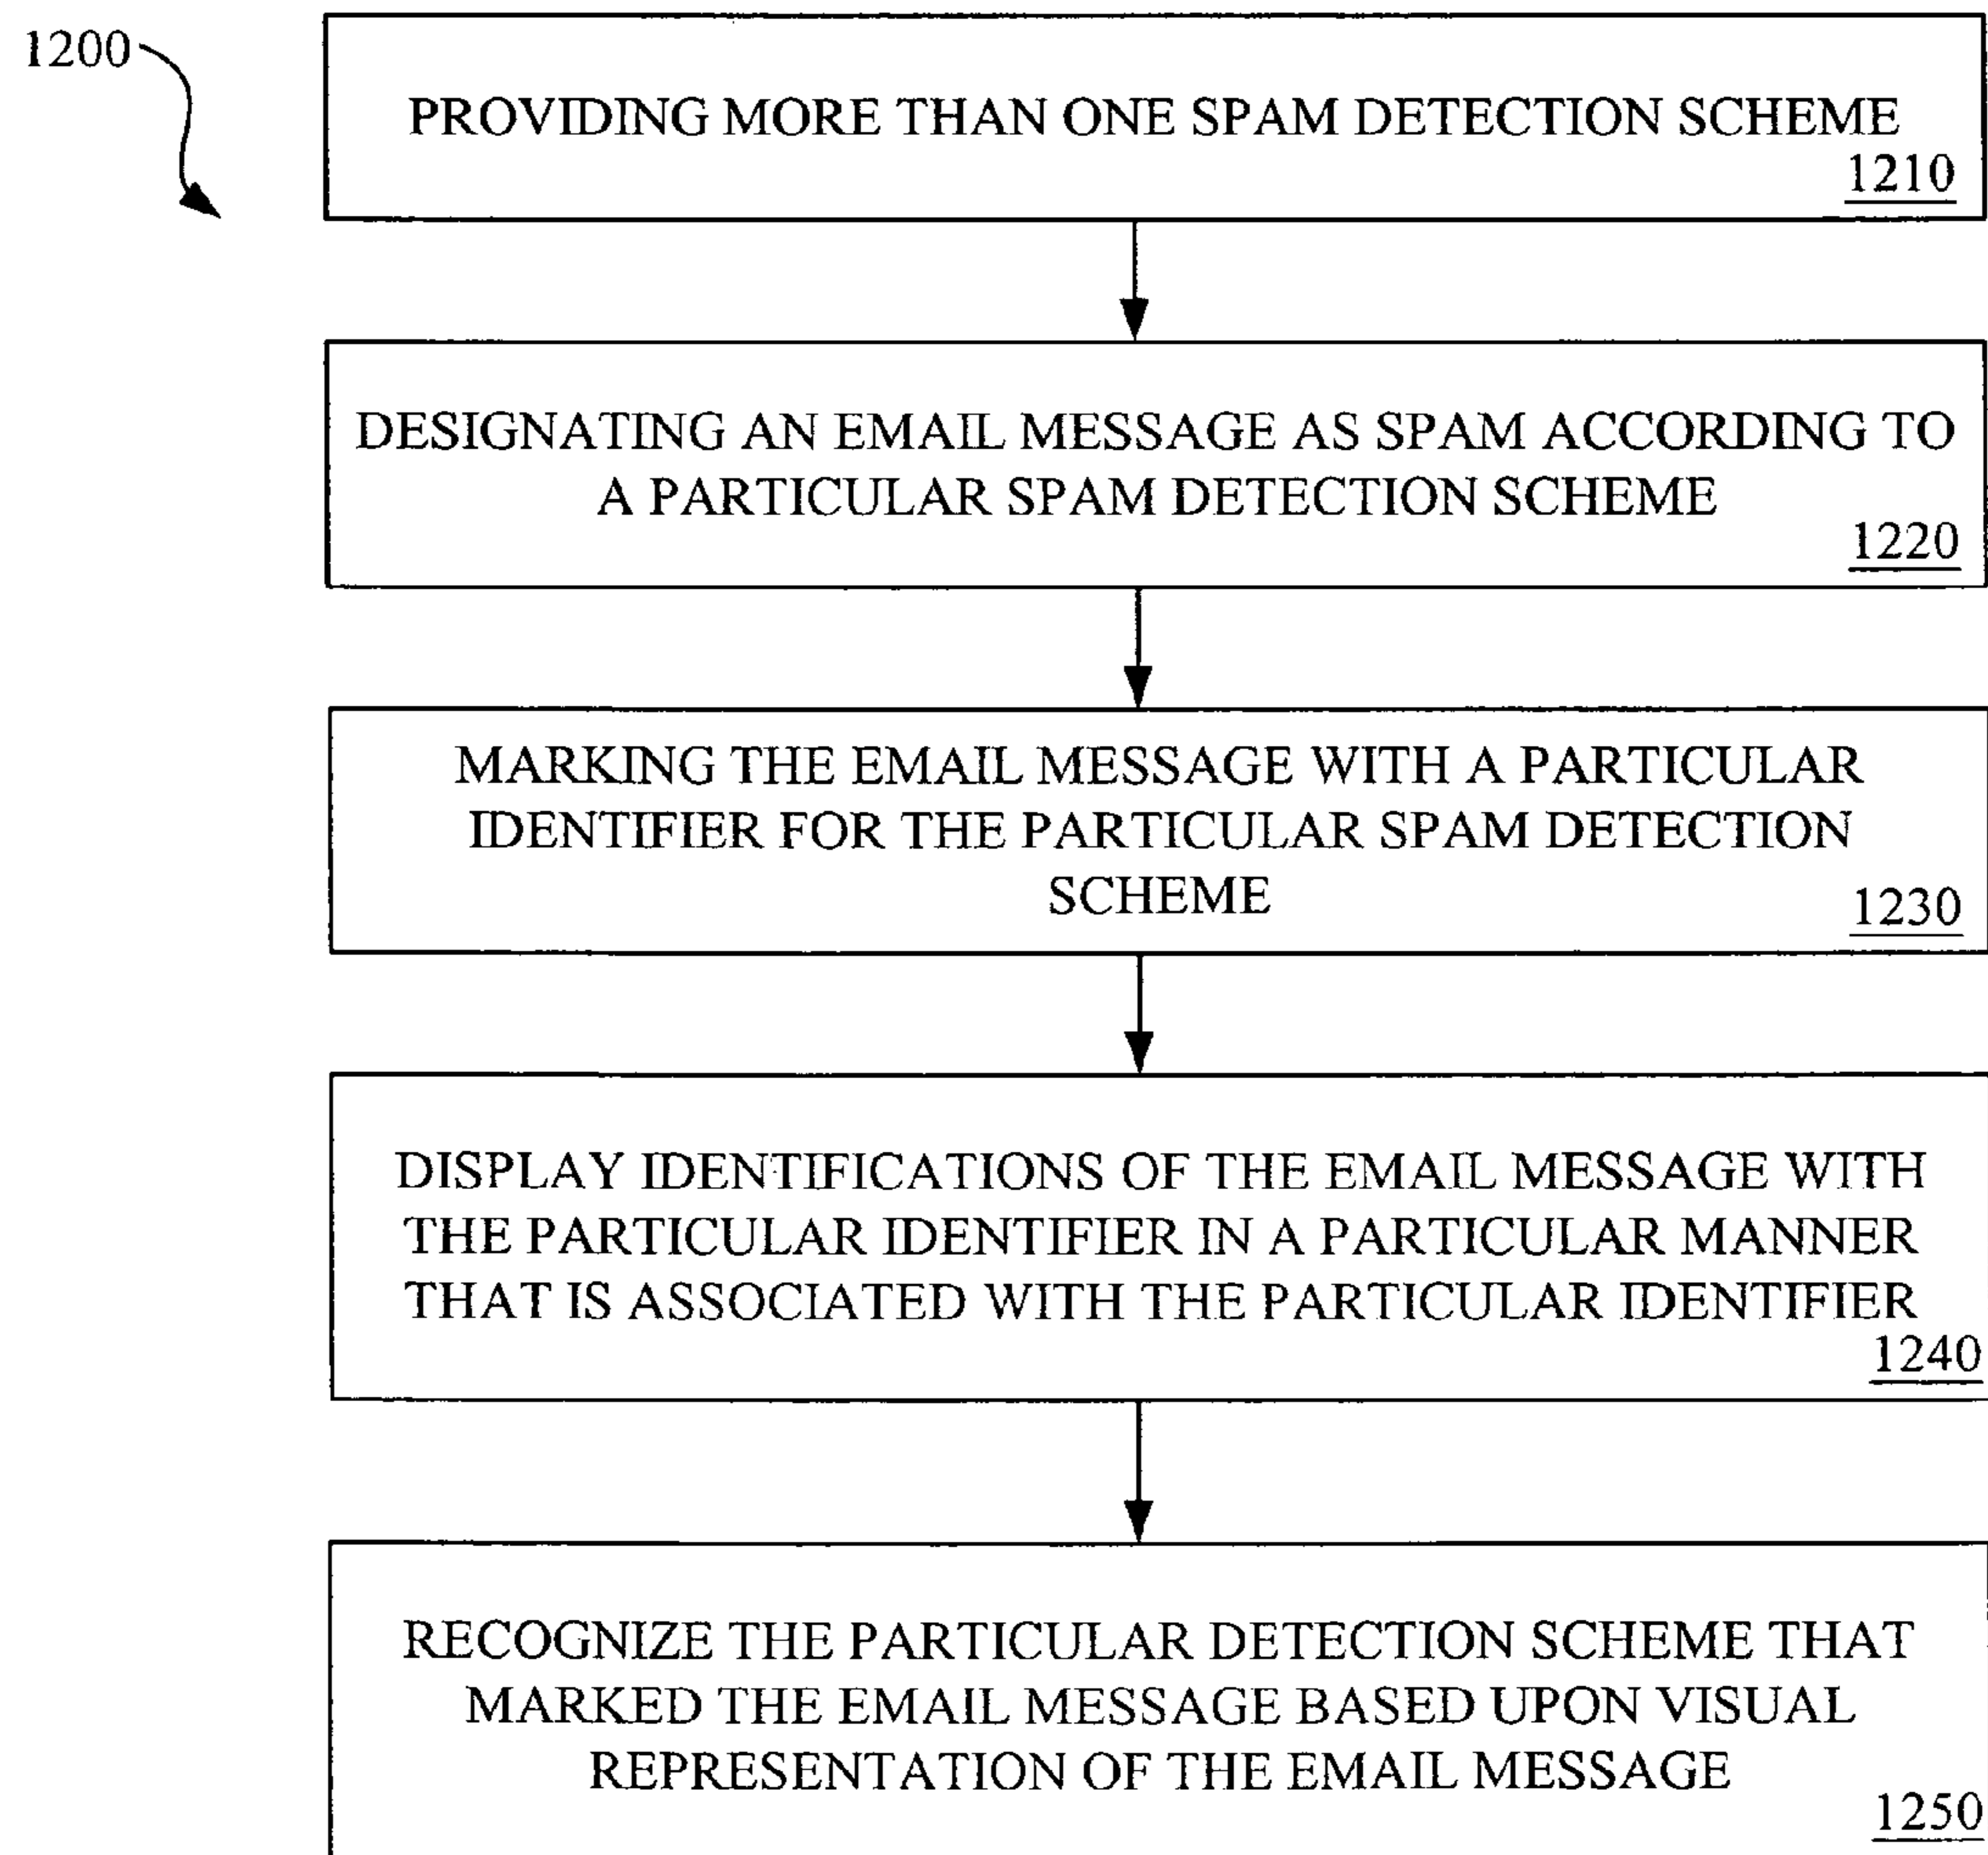 1200
PROVIDING MORE THAN ONE SPAM DETECTION SCHEME
1210
DESIGNATING AN EMAIL MESSAGE AS SPAM ACCORDING TO
A PARTICULAR SPAM DETECTION SCHEME
1220
MARKING THE EMAIL MESSAGE WITH A PARTICULAR
IDENTIFIER FOR THE PARTICULAR SPAM DETECTION
SCHEME
1230
DISPLAY IDENTIFICATIONS OF THE EMAIL MESSAGE WITH
THE PARTICULAR IDENTIFIER IN A PARTICULAR MANNER
THAT IS ASSOCIATED WITH THE PARTICULAR IDENTIFIER
1240
RECOGNIZE THE PARTICULAR DETECTION SCHEME THAT
MARKED THE EMAIL MESSAGE BASED UPON VISUAL
REPRESENTATION OF THE EMAIL MESSAGE
1250